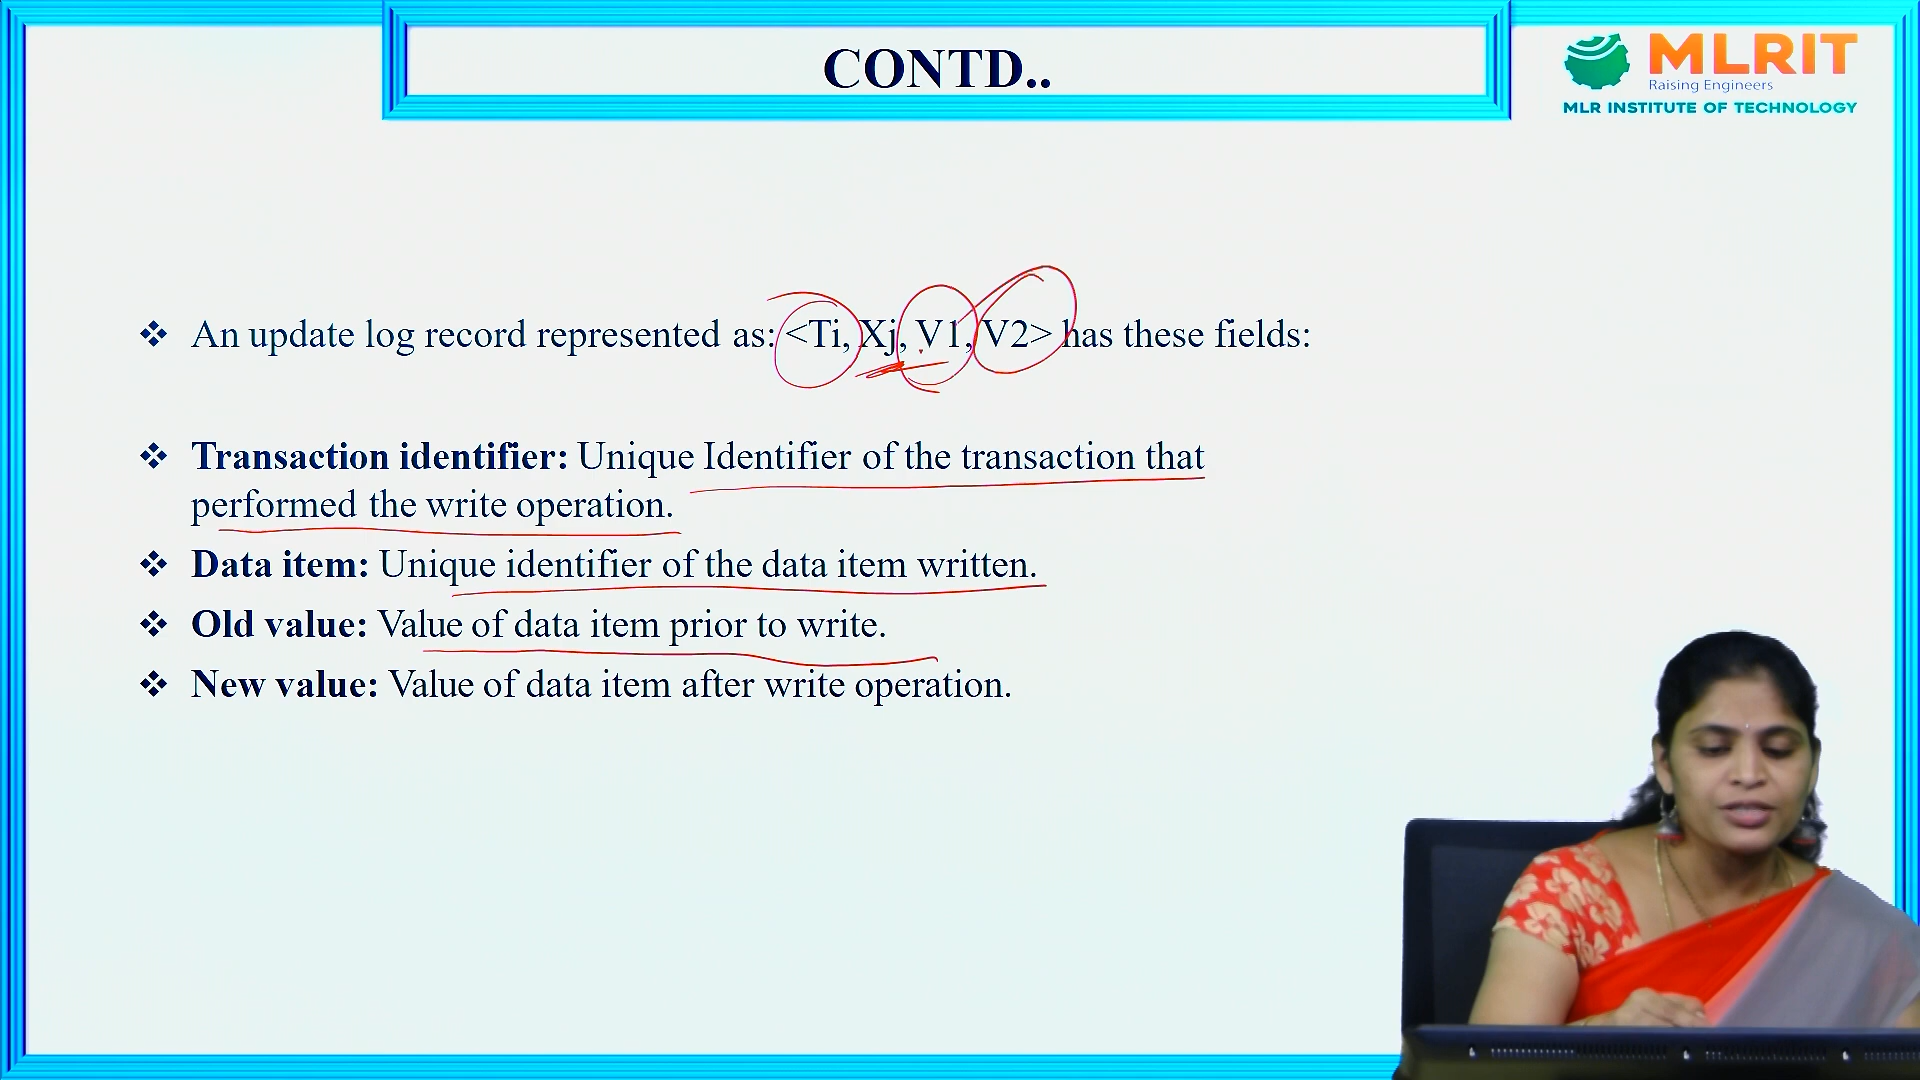 CONTD..
MLRIT
Raising Engineers
MLR INSTITUTE OF TECHNOLOGY
❖ An update log record represented as: <Ti, Xj, V1, V2> has these fields:
❖ Transaction identifier: Unique Identifier of the transaction that
performed the write operation.
❖ Data item: Unique identifier of the data item written.
❖ Old value: Value of data item prior to write.
❖ New value: Value of data item after write operation.